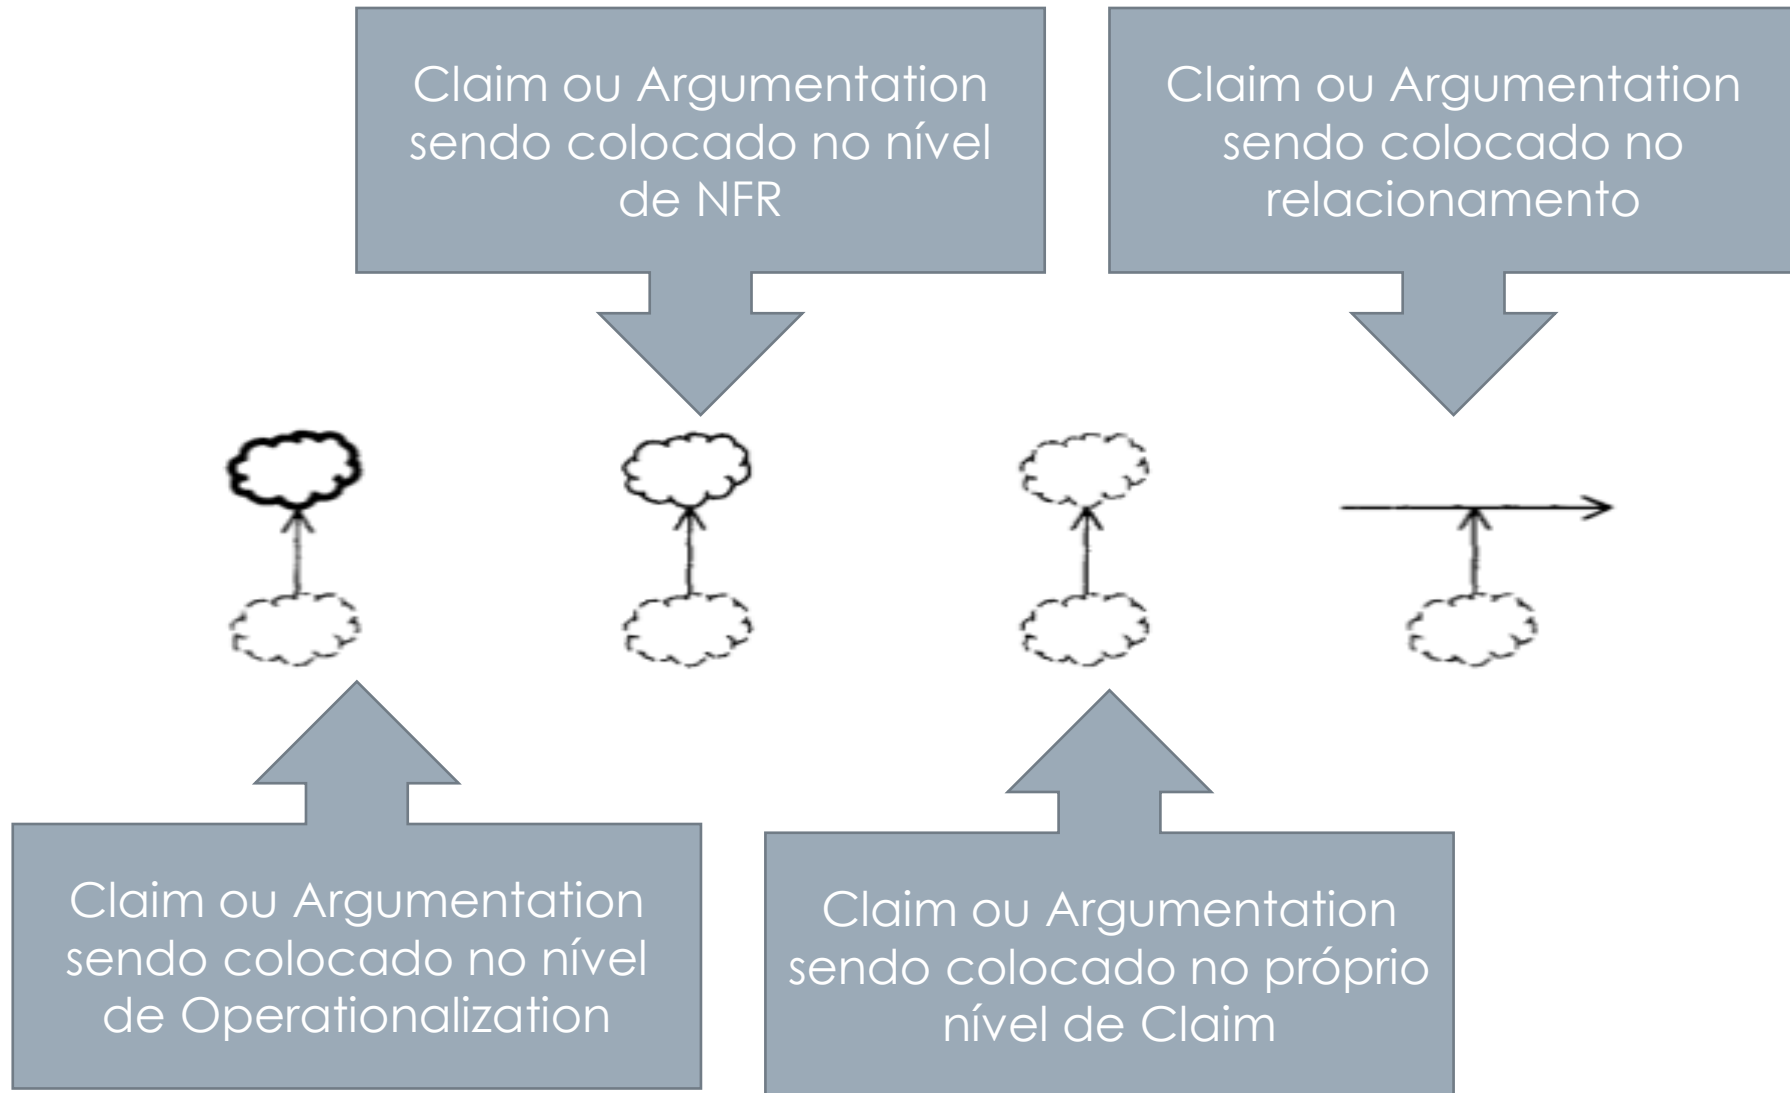 Claim ou Argumentation
sendo colocado no nível
de NFR
Claim ou Argumentation
sendo colocado no
relacionamento
Claim ou Argumentation
sendo colocado no nível
de Operationalization
Claim ou Argumentation
sendo colocado no próprio
nível de Claim